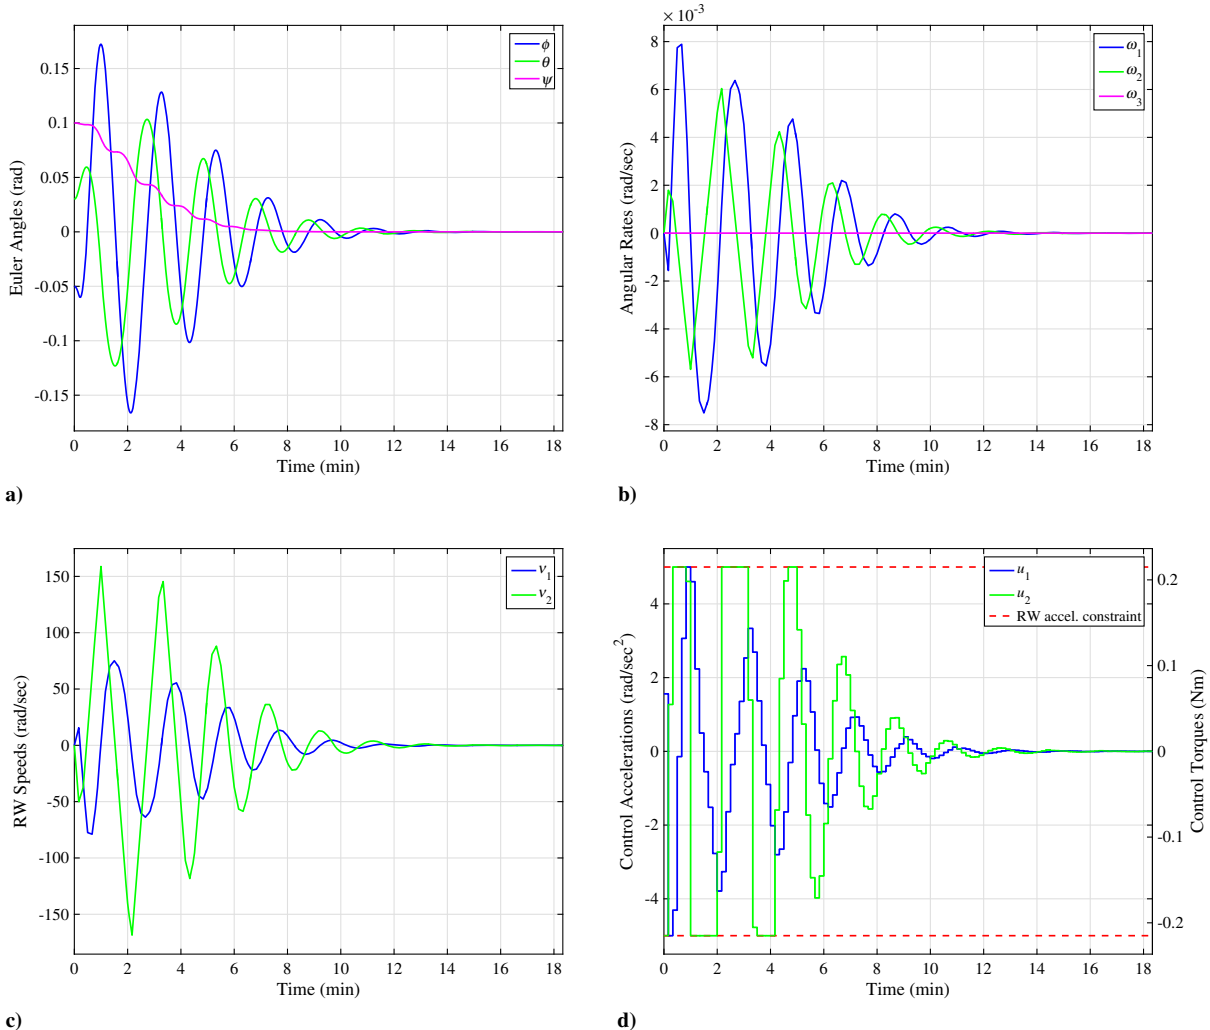 0.15
0.1
0.05
0
-0.05
-0.1
-0.15
Euler Angles (rad)
ϕ
θ
ψ
0 2 4 6 8 10 12 14 16 18
Time (min)
a)
×10⁻³
8
6
4
2
0
-2
-4
-6
-8
Angular Rates (rad/sec)
ω₁
ω₂
ω₃
0 2 4 6 8 10 12 14 16 18
Time (min)
b)
150
100
50
0
-50
-100
-150
RW Speeds (rad/sec)
ν₁
ν₂
0 2 4 6 8 10 12 14 16 18
Time (min)
c)
4
2
0
-2
-4
Control Accelerations (rad/sec²)
u₁
u₂
RW accel. constraint
0.2
0.1
0
-0.1
-0.2
Control Torques (Nm)
0 2 4 6 8 10 12 14 16 18
Time (min)
d)